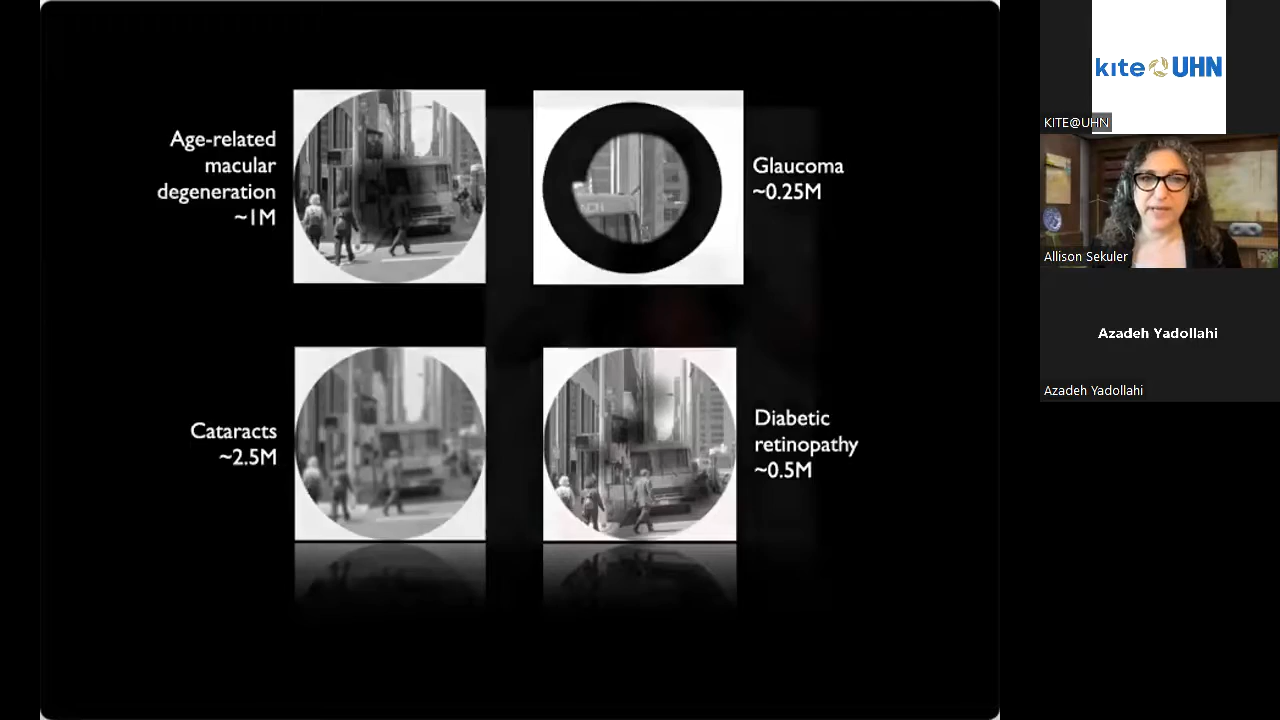 Age-related
macular
degeneration
~1M
Glaucoma
~0.25M
Cataracts
~2.5M
Diabetic
retinopathy
~0.5M
kite UHN
KITE@UHN
Allison Sekuler
Azadeh Yadollahi
Azadeh Yadollahi